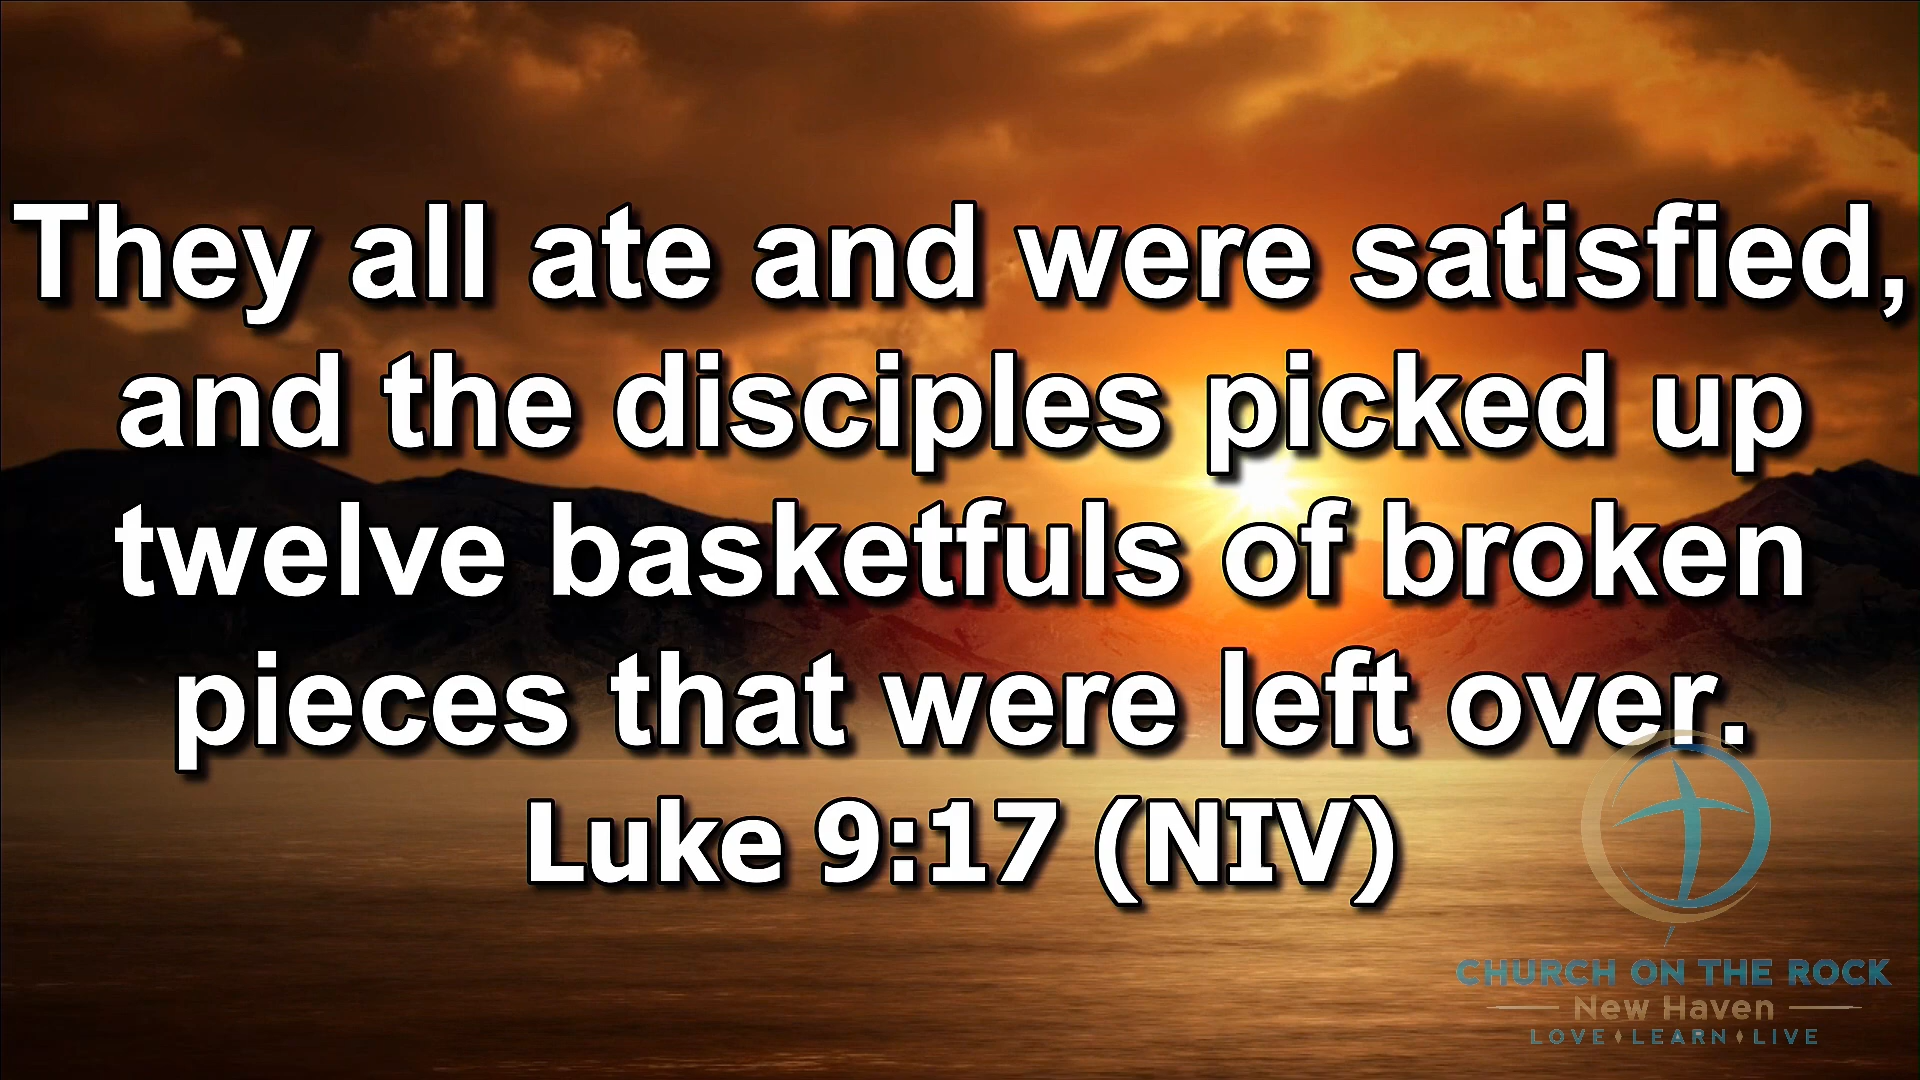 They all ate and were satisfied,
and the disciples picked up
twelve basketfuls of broken
pieces that were left over.
Luke 9:17 (NIV)
CHURCH ON THE ROCK
New Haven
LOVE LEARN LIVE